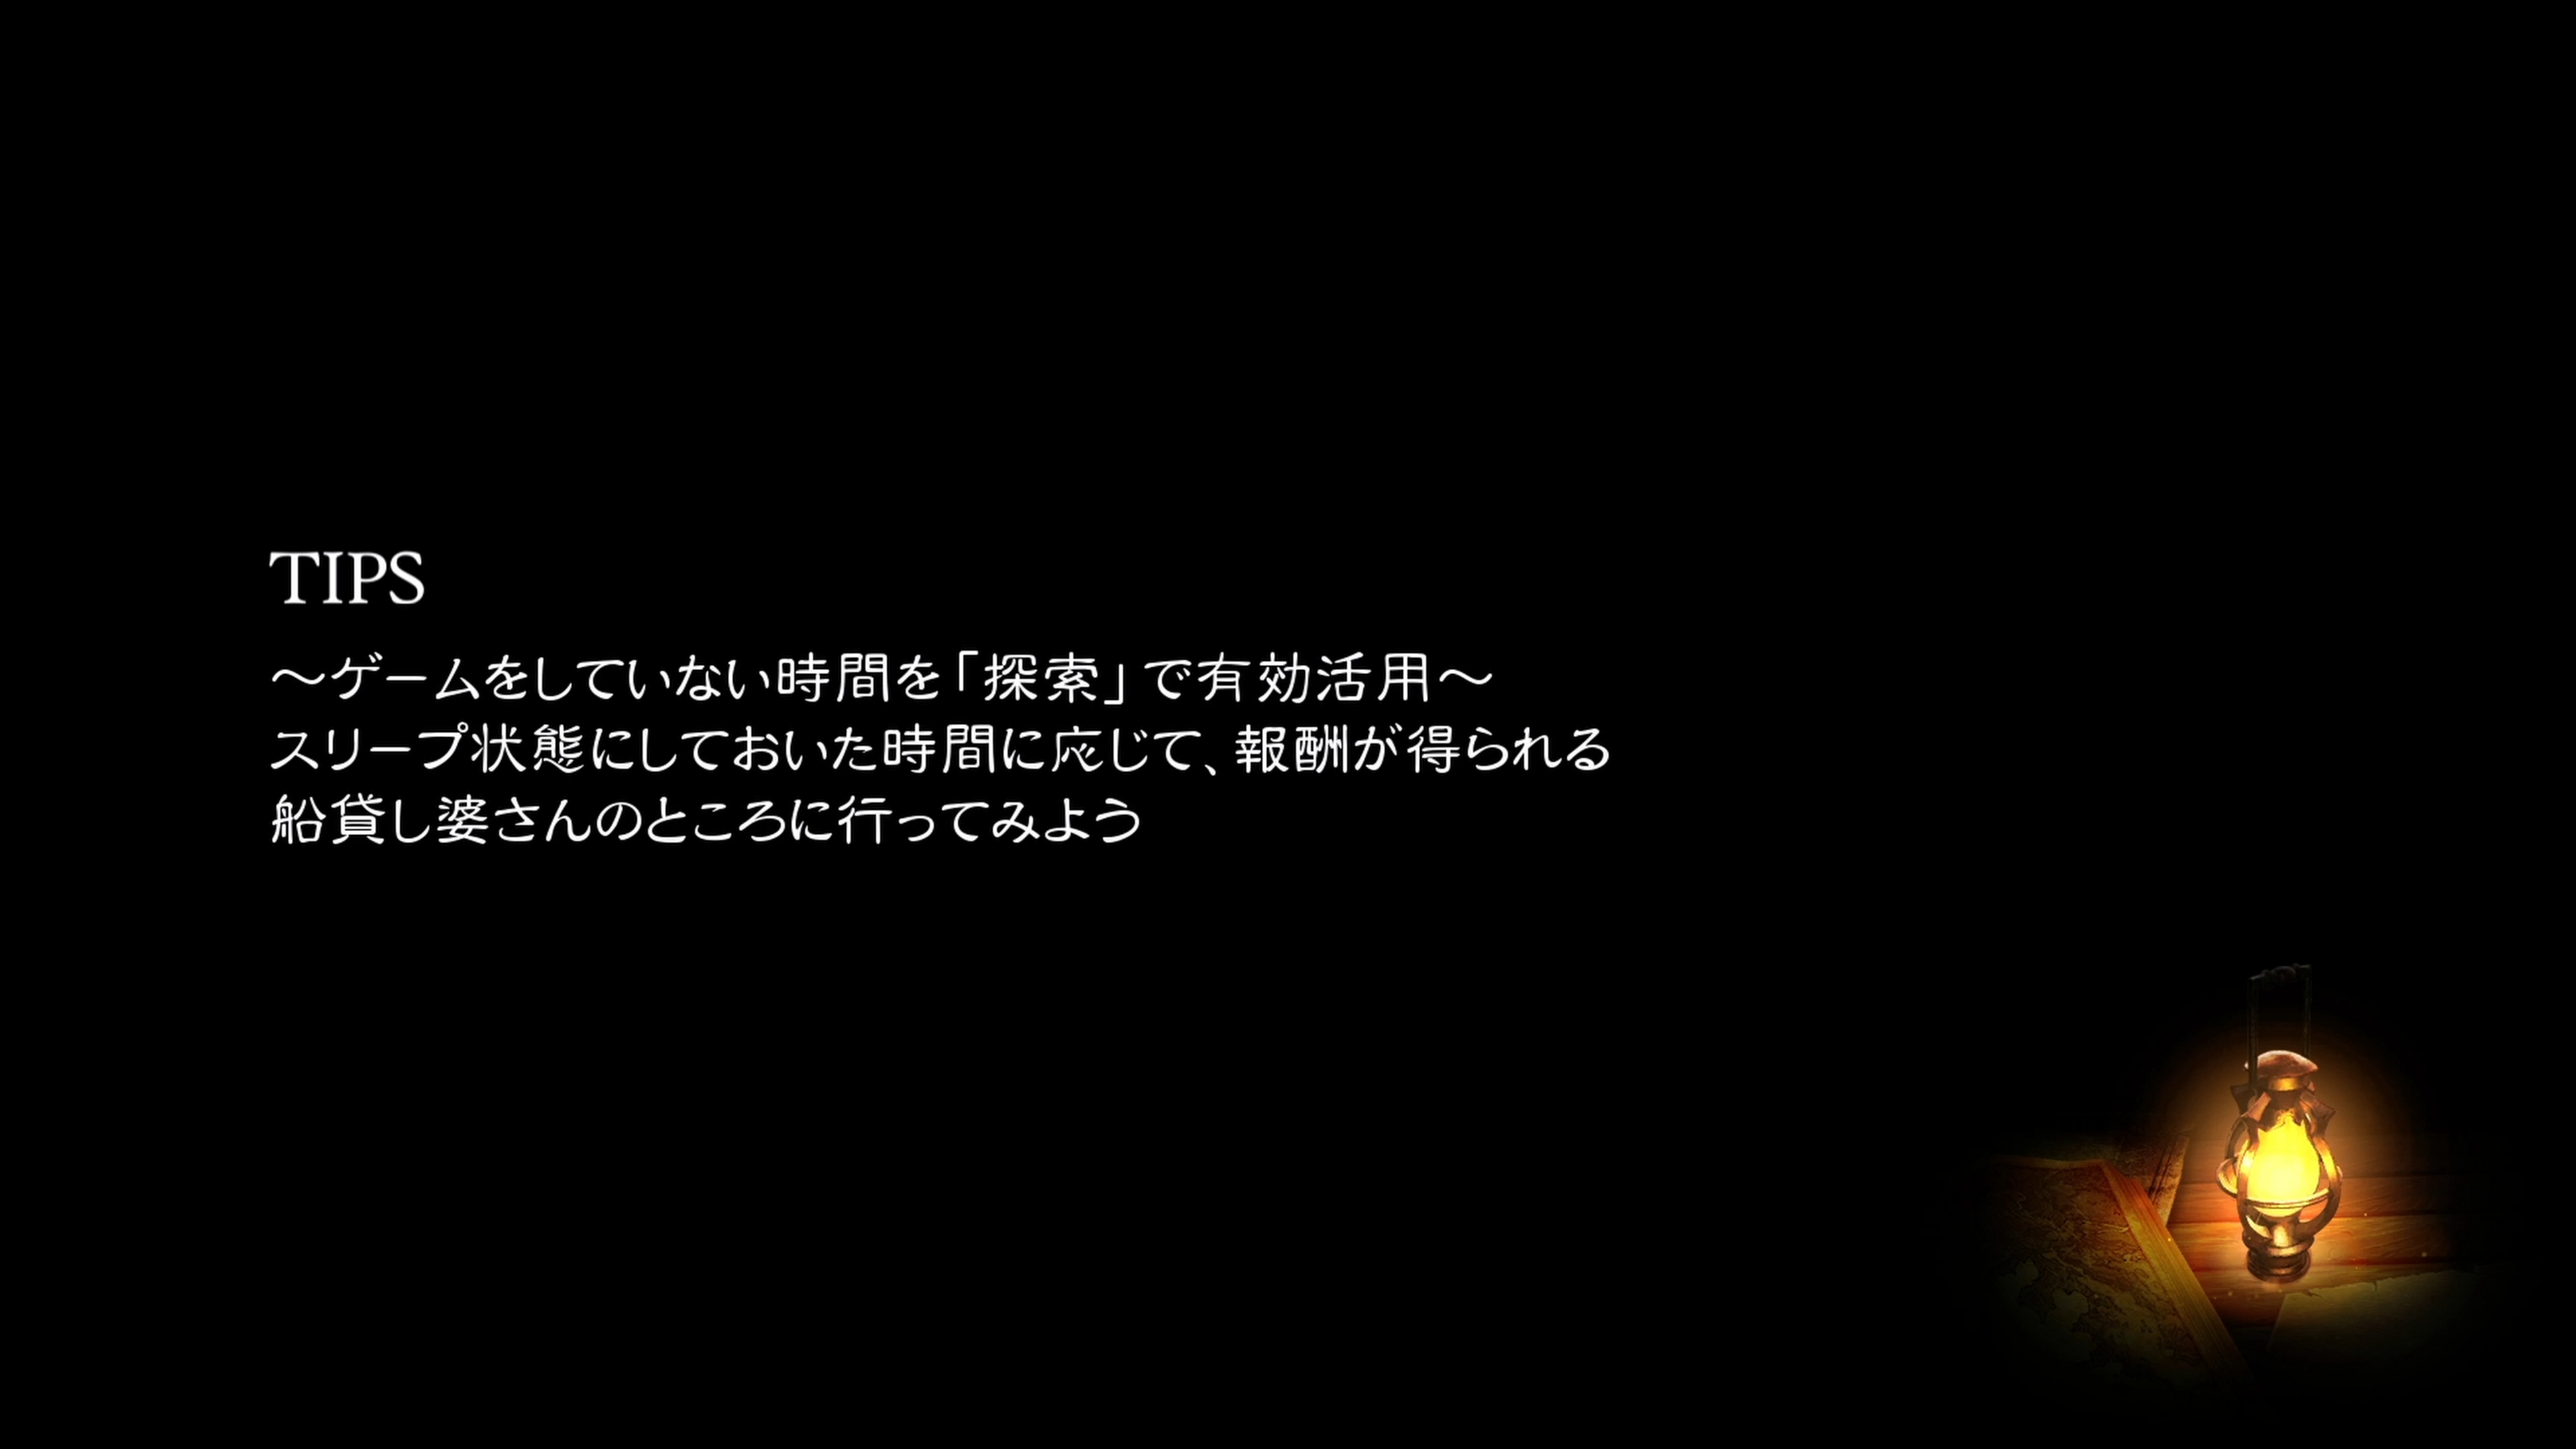 TIPS
～ゲームをしていない時間を「探索」で有効活用～
スリープ状態にしておいた時間に応じて、報酬が得られる
船貸し婆さんのところに行ってみよう